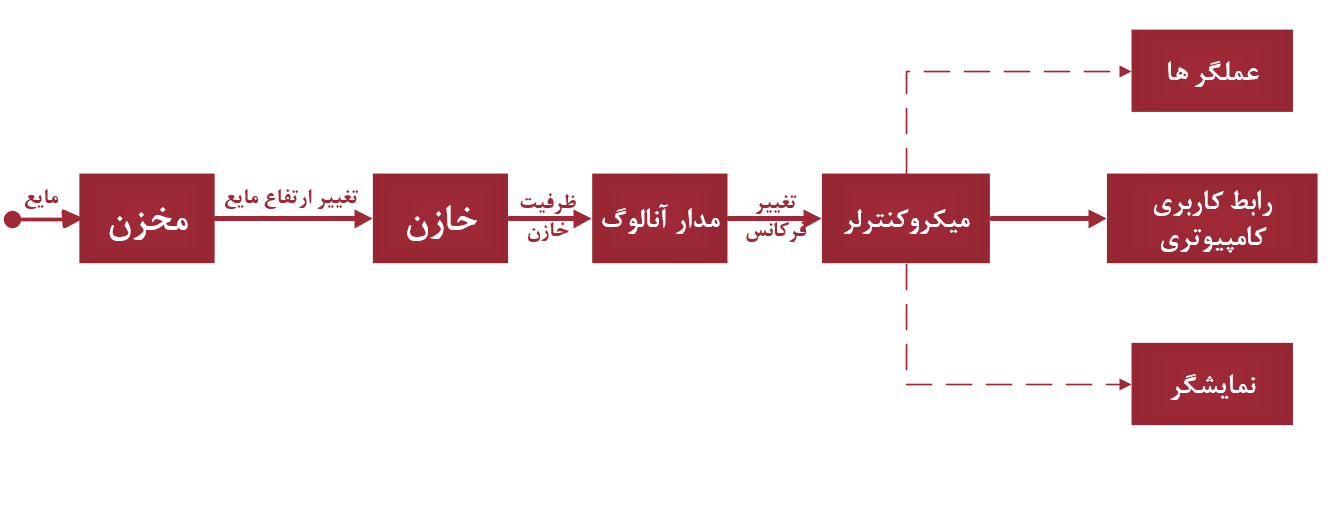 عملگر ها
مایع
مخزن
تغییر ارتفاع مایع
خازن
ظرفیت
خازن
مدار آنالوگ
تغییر
فرکانس
میکروکنترلر
رابط کاربری
کامپیوتری
نمایشگر